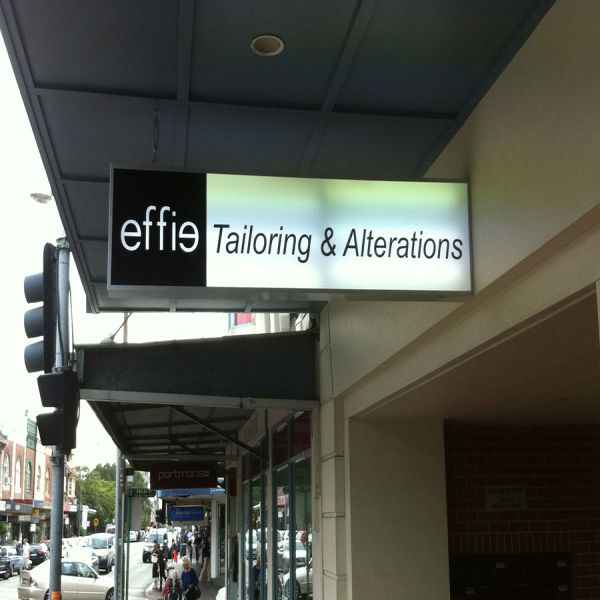 effie Tailoring & Alterations
portmans